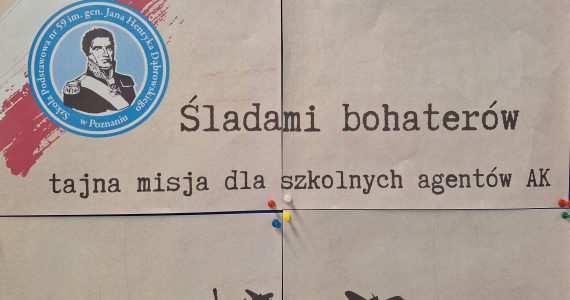 Szkoła Podstawowa nr 59 im. gen. Jana Henryka Dąbrowskiego
w Poznaniu
Śladami bohaterów
tajna misja dla szkolnych agentów AK